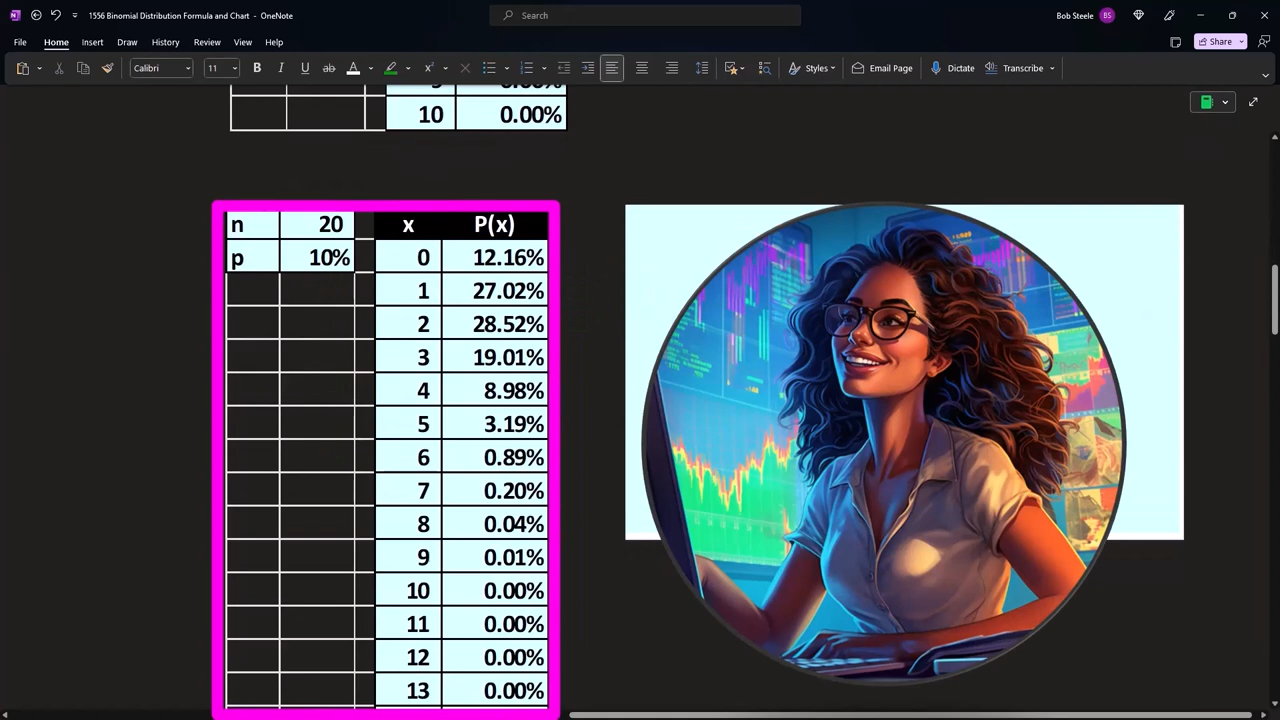 1556 Binomial Distribution Formula and Chart - OneNote
Search
Bob Steele BS
File Home Insert Draw History Review View Help
Share
Calibri 11 B I U ab A x Styles Email Page Dictate Transcribe
10 0.00%
n 20 x P(x)
p 10% 0 12.16%
1 27.02%
2 28.52%
3 19.01%
4 8.98%
5 3.19%
6 0.89%
7 0.20%
8 0.04%
9 0.01%
10 0.00%
11 0.00%
12 0.00%
13 0.00%